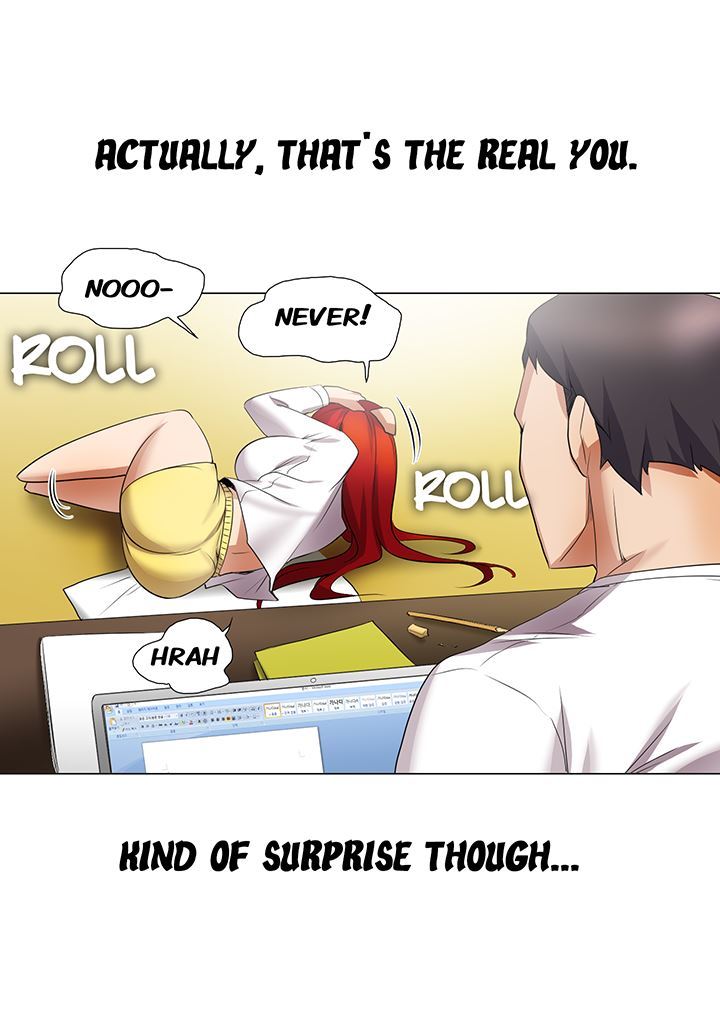 ACTUALLY, THAT'S THE REAL YOU.
NOOO-
NEVER!
ROLL
ROLL
HRAH
KIND OF SURPRISE THOUGH...